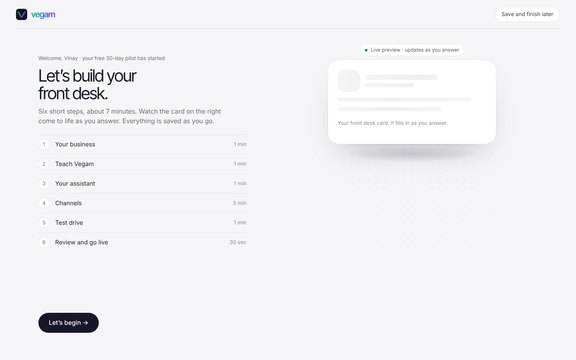 vegam
Save and finish later
Welcome, Vinay · your free 30-day pilot has started
Let's build your
front desk.
Six short steps, about 7 minutes. Watch the card on the right
come to life as you answer. Everything is saved as you go.
1 Your business 1 min
2 Teach Vegam 1 min
3 Your assistant 1 min
4 Channels 3 min
5 Test drive 1 min
6 Review and go live 30 sec
Let's begin →
Live preview · updates as you answer
Your front desk card. It fills in as you answer.